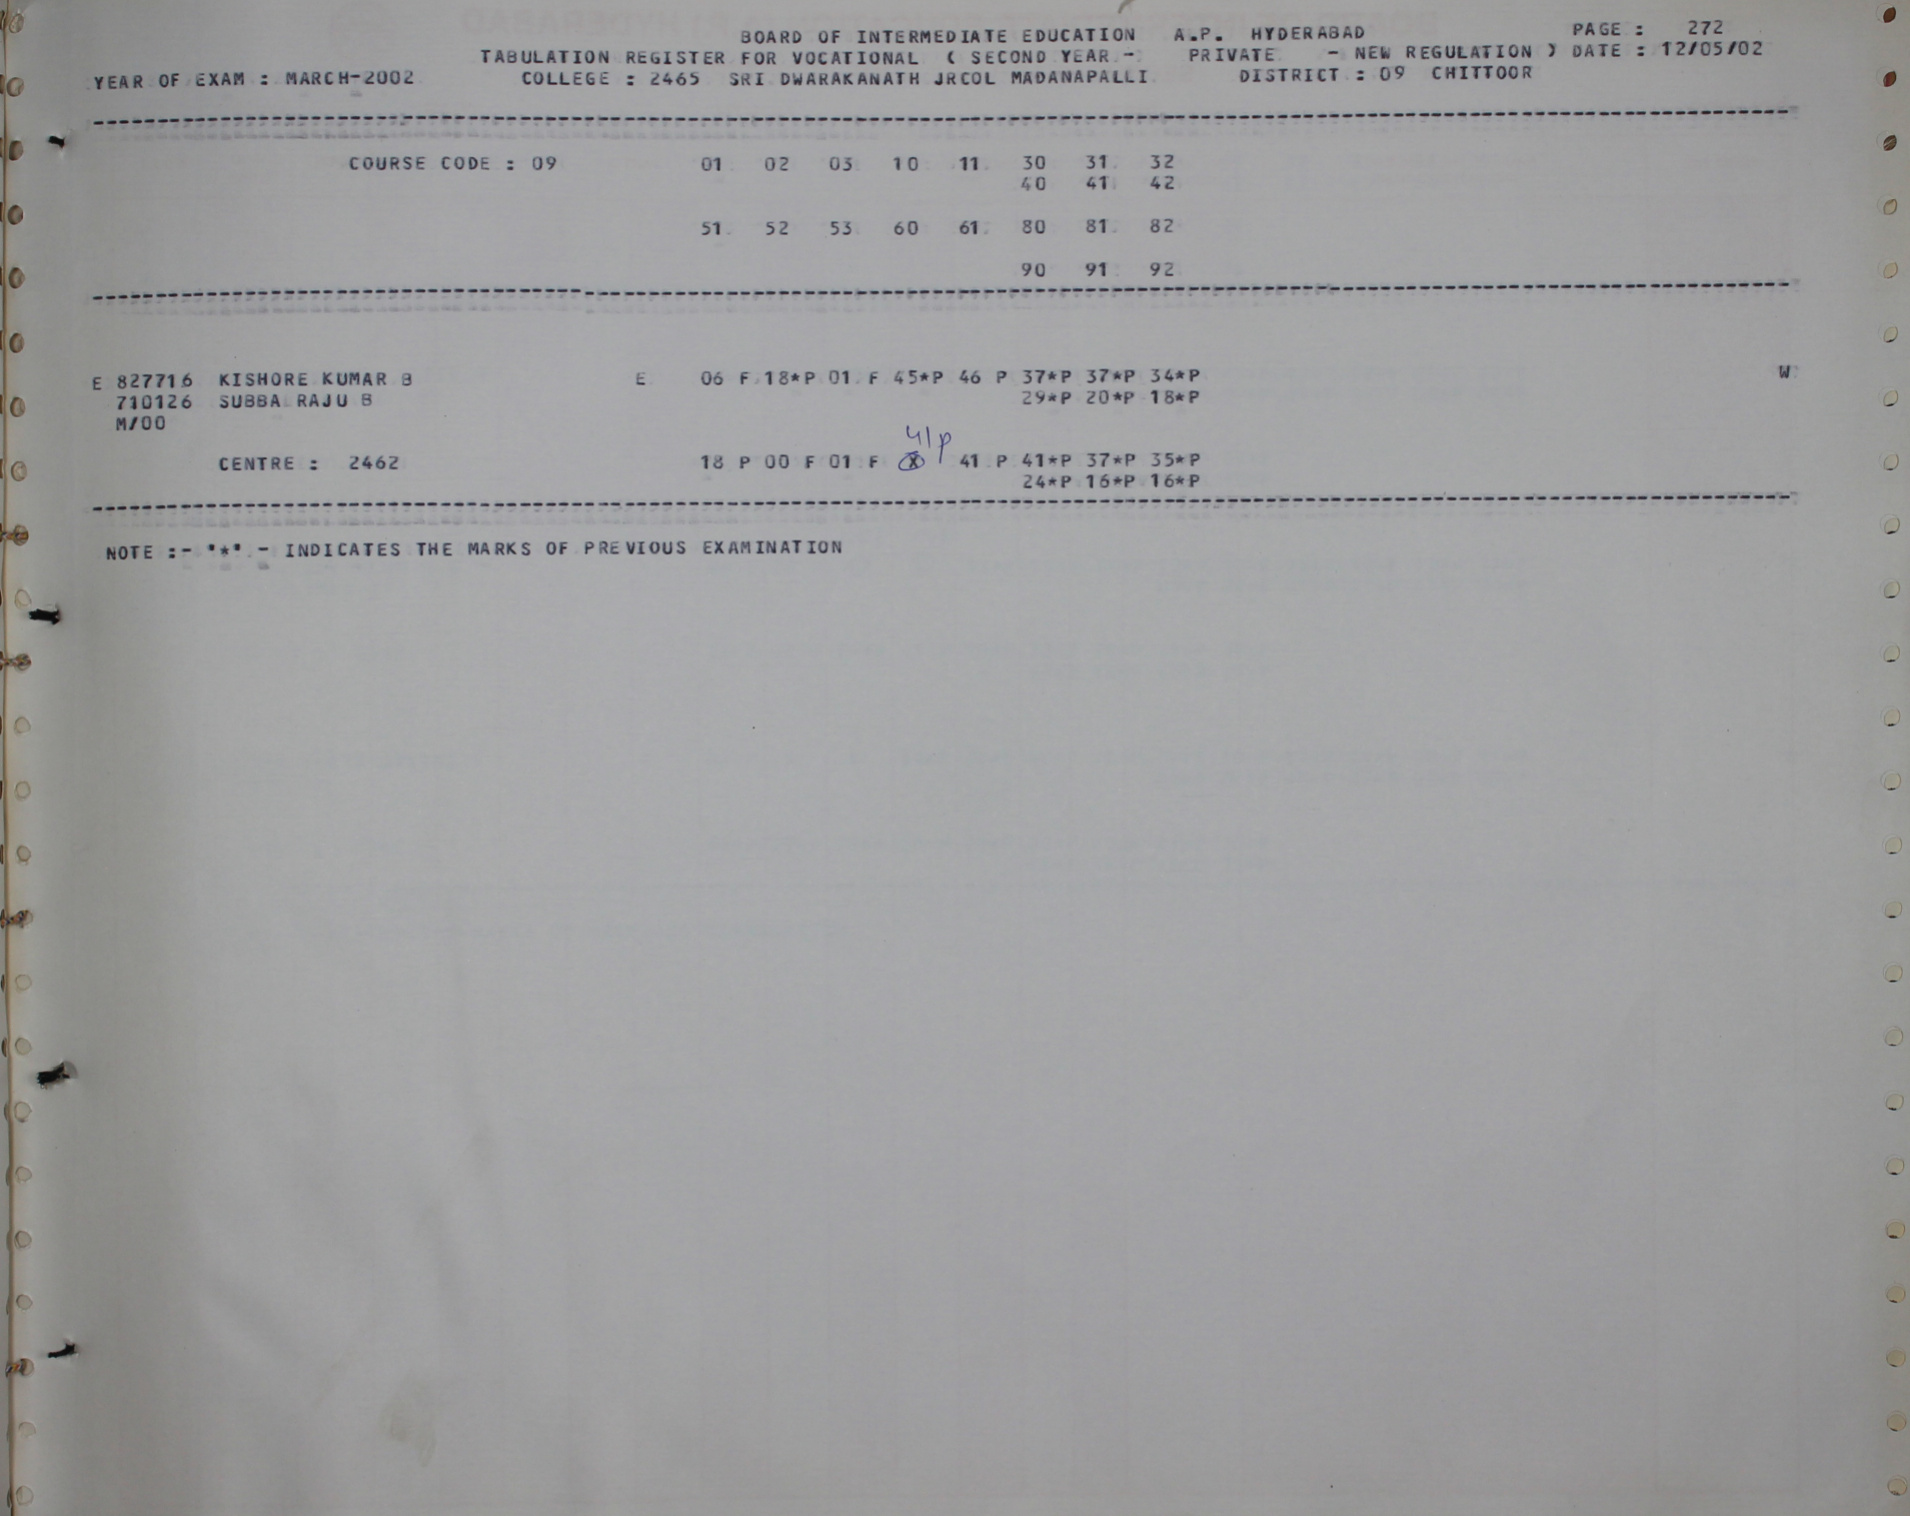 BOARD OF INTERMEDIATE EDUCATION A.P. HYDERABAD PAGE : 272
TABULATION REGISTER FOR VOCATIONAL ( SECOND YEAR - PRIVATE - NEW REGULATION ) DATE : 12/05/02
YEAR OF EXAM : MARCH-2002 COLLEGE : 2465 SRI DWARAKANATH JRCOL MADANAPALLI DISTRICT : 09 CHITTOOR
COURSE CODE : 09 01 02 03 10 11 30 31 32
40 41 42
51 52 53 60 61 80 81 82
90 91 92
E 827716 KISHORE KUMAR B E 06 F 18*P 01 F 45*P 46 P 37*P 37*P 34*P W
710126 SUBBA RAJU B 29*P 20*P 18*P
M/00
41P
CENTRE : 2462 18 P 00 F 01 F X 41 P 41*P 37*P 35*P
24*P 16*P 16*P
NOTE :- "*" - INDICATES THE MARKS OF PREVIOUS EXAMINATION